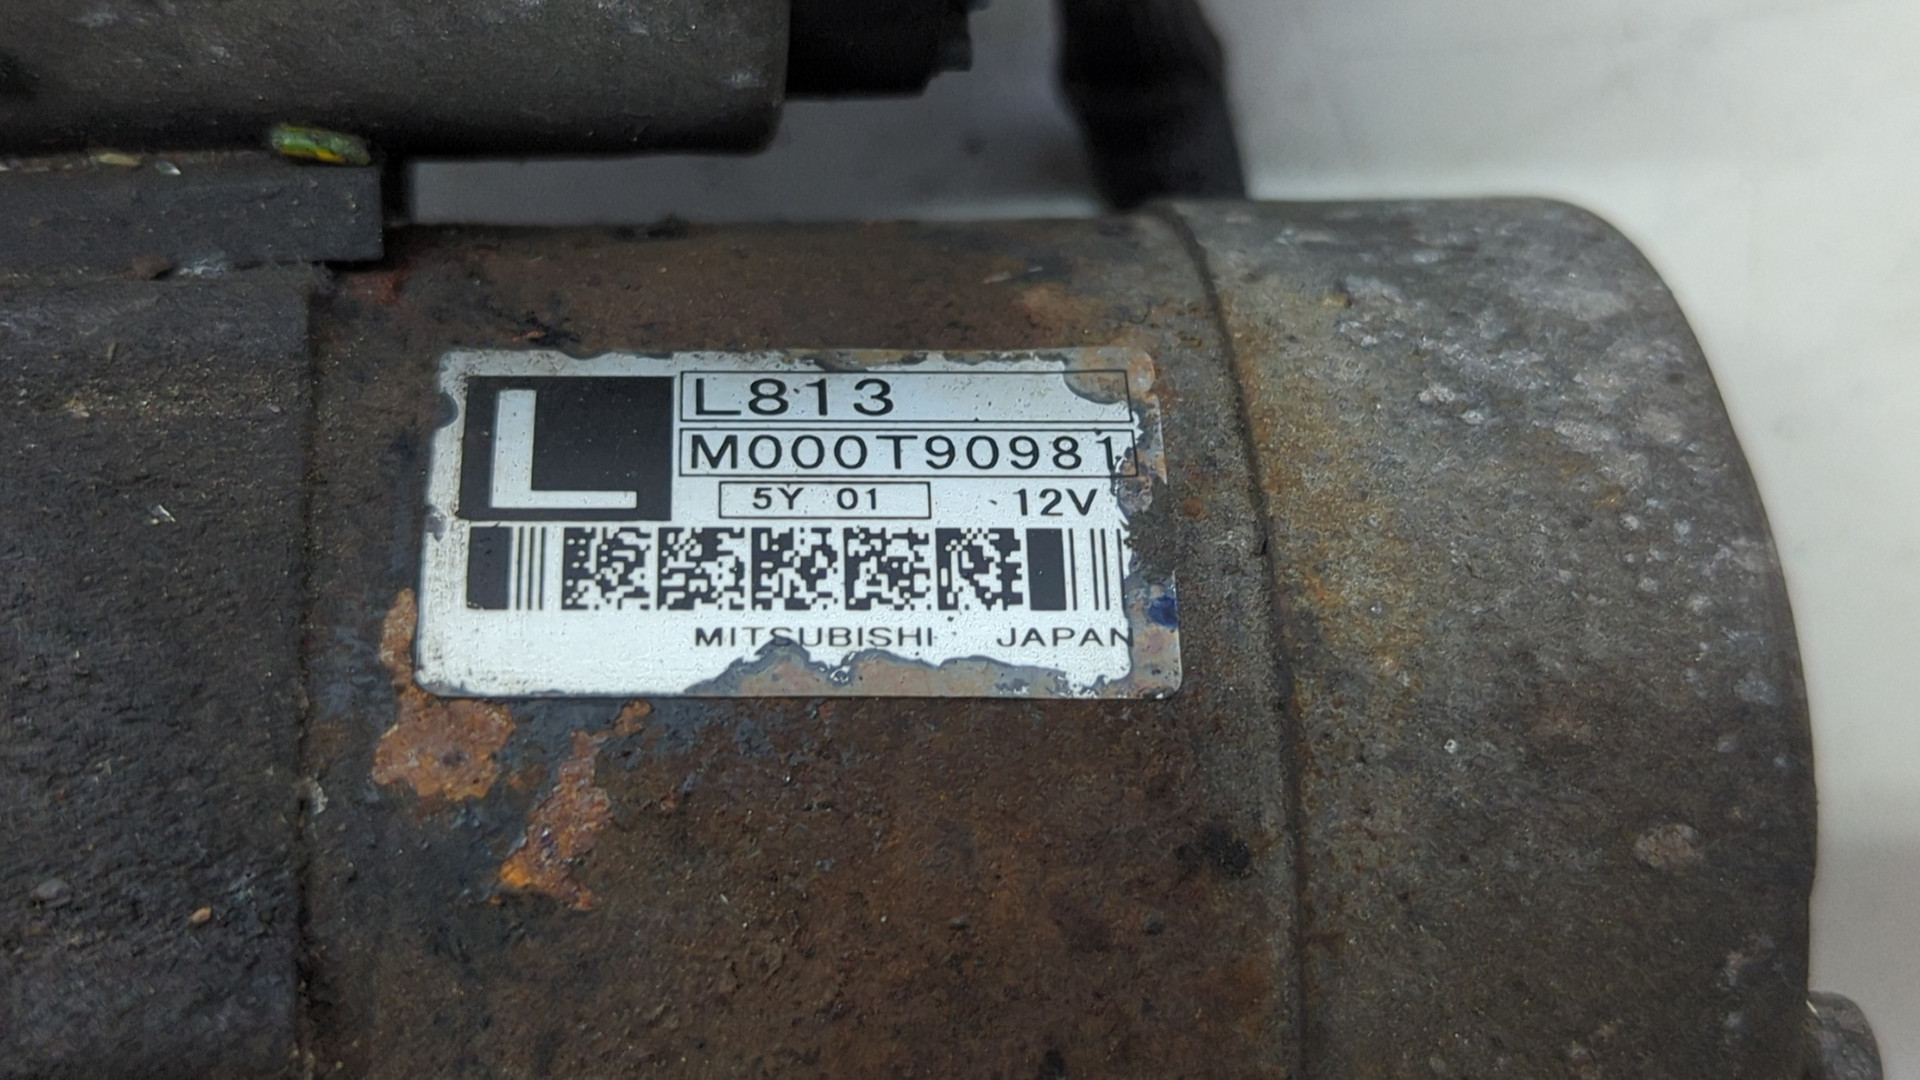 L
L813
M000T90981
5Y 01 12V
MITSUBISHI JAPAN